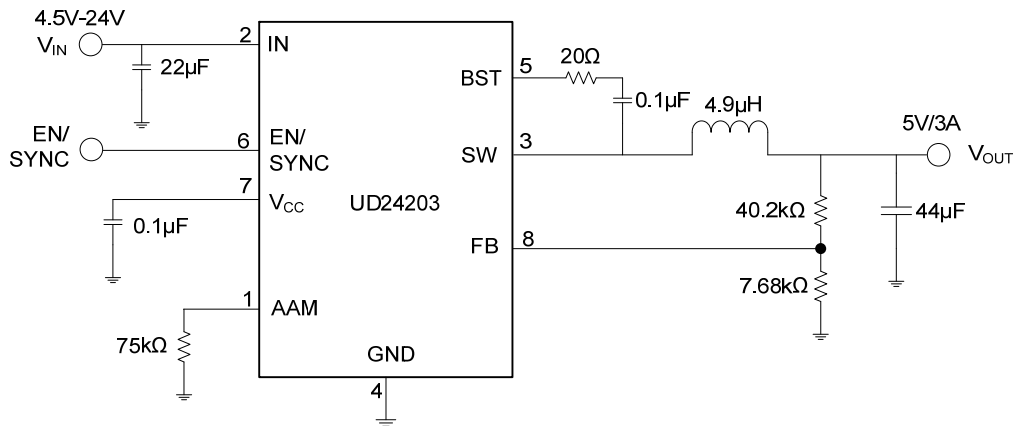 4.5V-24V
VIN
2
IN
22µF
EN/
SYNC
6
EN/
SYNC
7
VCC
0.1µF
1
AAM
75kΩ
UD24203
GND
4
BST
5
20Ω
0.1µF
SW
3
4.9µH
5V/3A
VOUT
40.2kΩ
44µF
FB
8
7.68kΩ